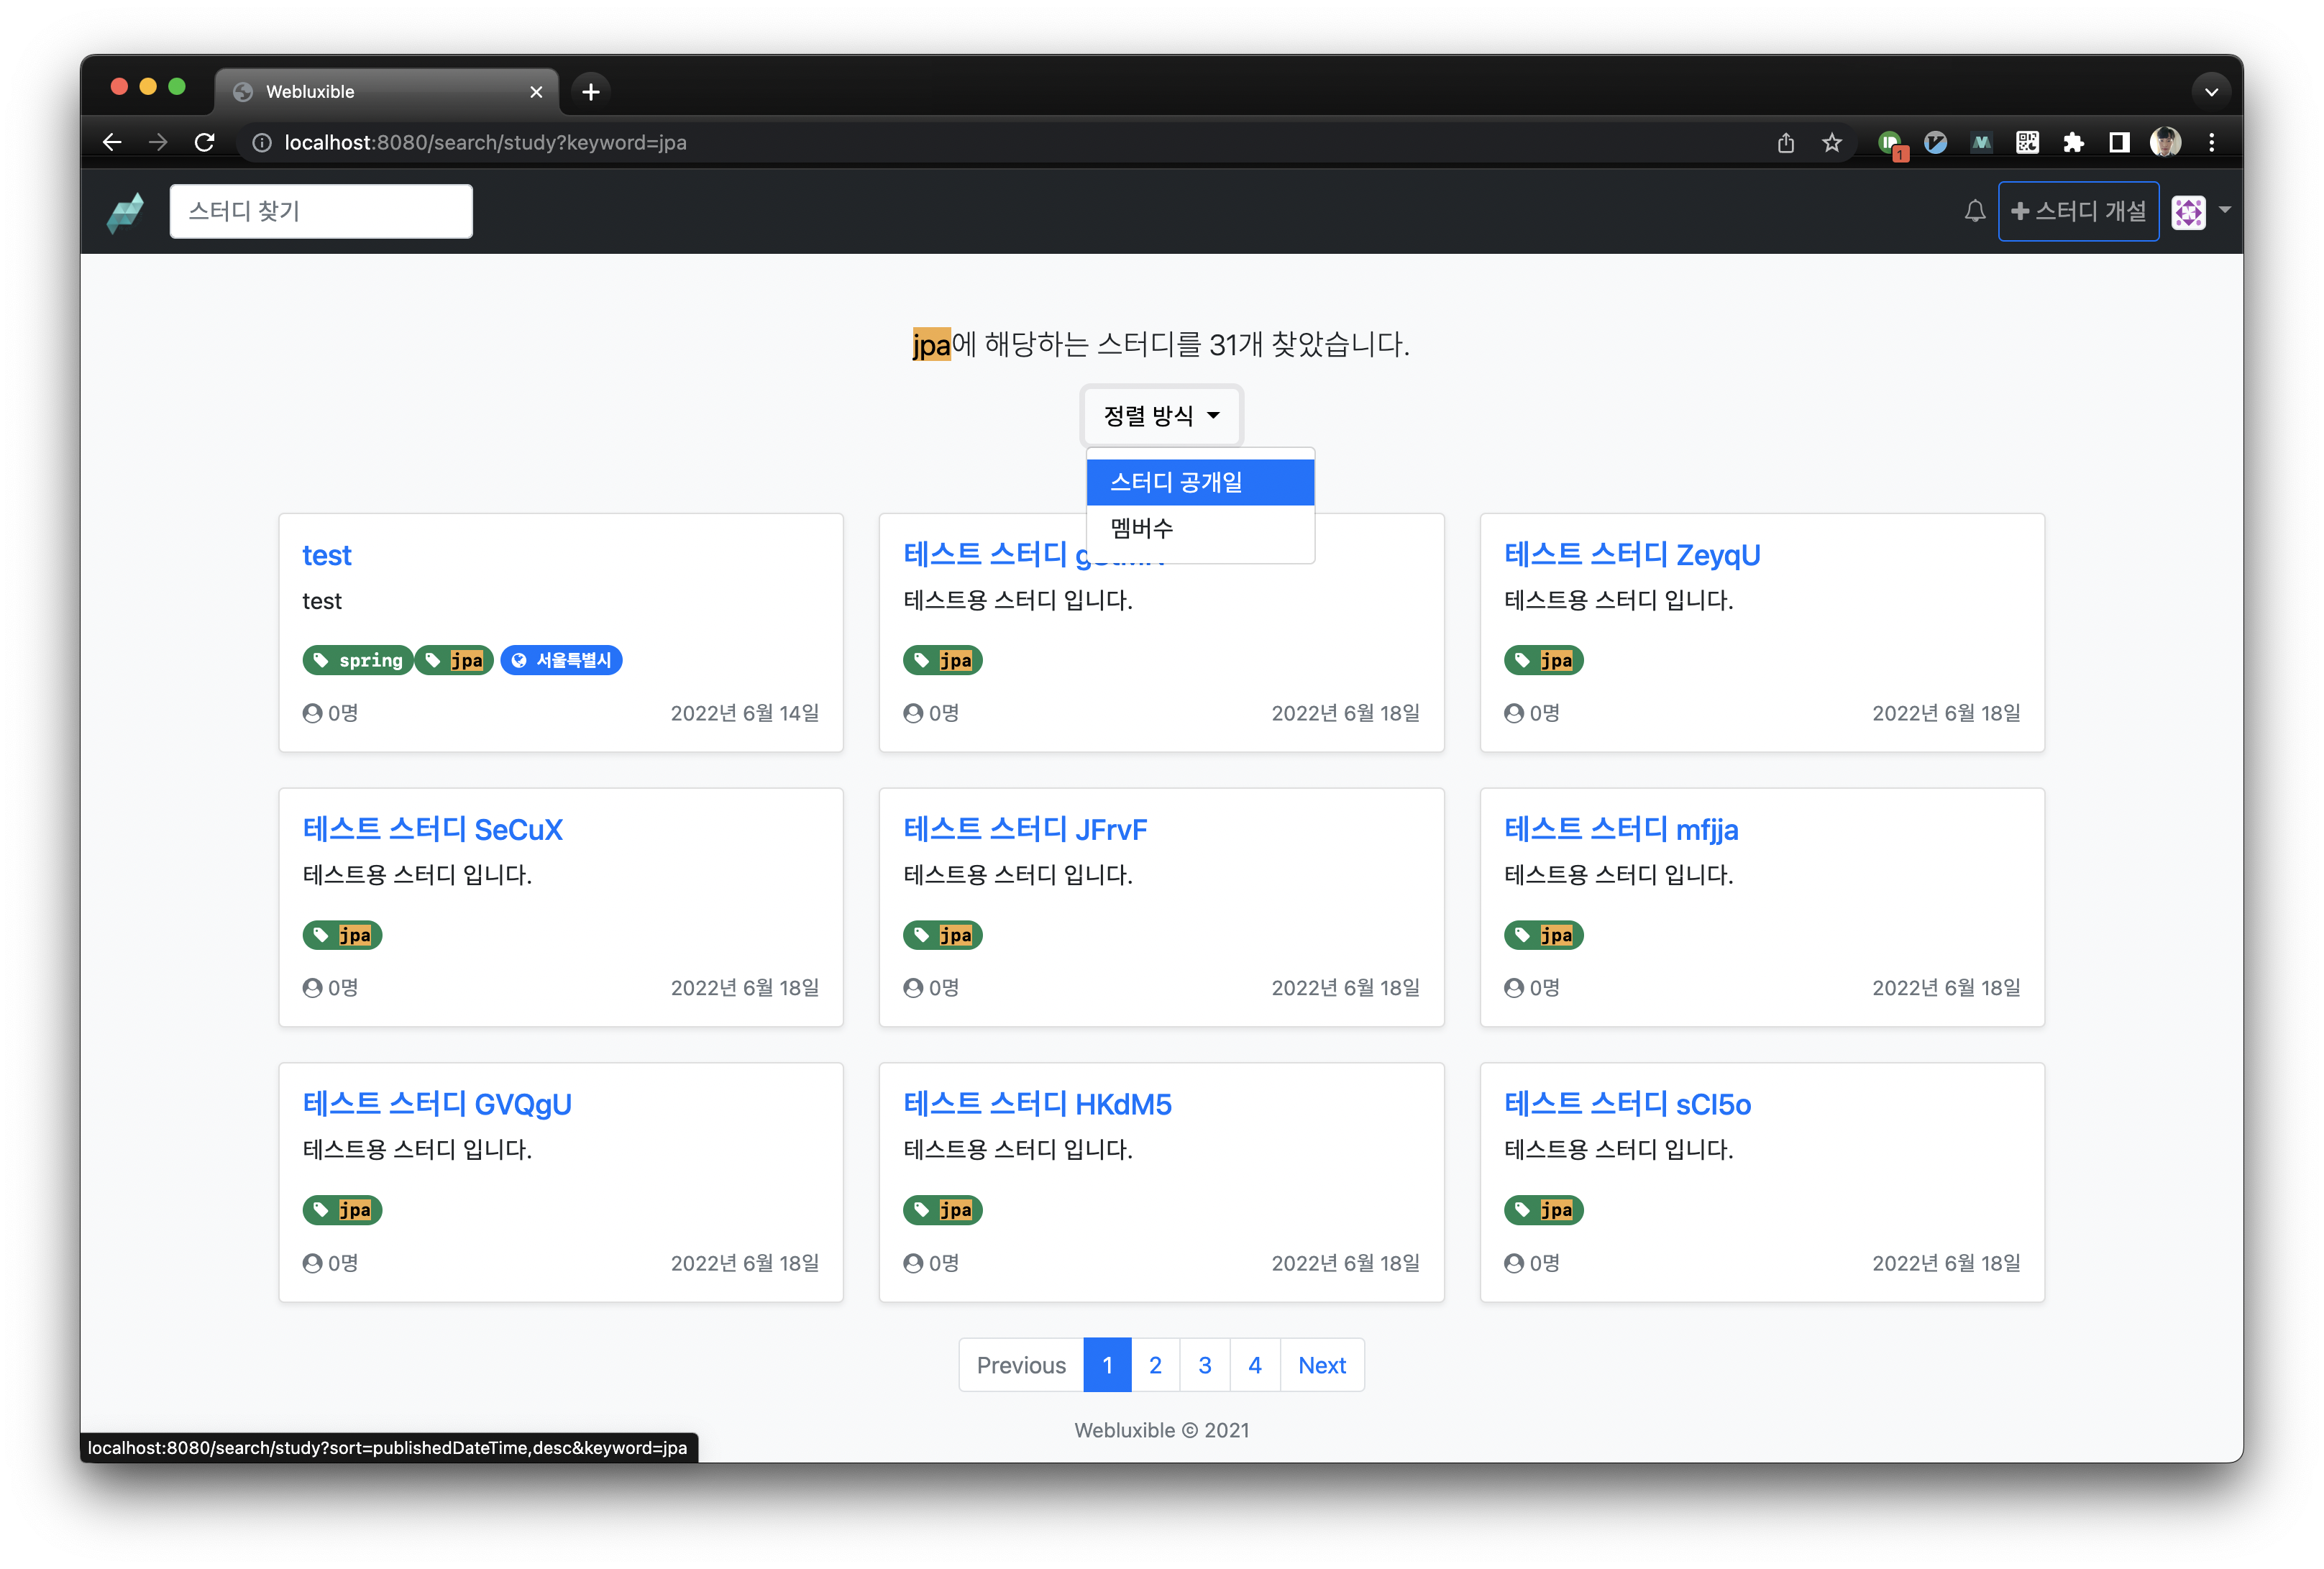 Webluxible
localhost:8080/search/study?keyword=jpa
1
스터디 찾기
스터디 개설
jpa에 해당하는 스터디를 31개 찾았습니다.
정렬 방식
스터디 공개일
멤버수
test
test
spring jpa 서울특별시
0명 2022년 6월 14일
테스트 스터디
테스트용 스터디 입니다.
jpa
0명 2022년 6월 18일
테스트 스터디 ZeyqU
테스트용 스터디 입니다.
jpa
0명 2022년 6월 18일
테스트 스터디 SeCuX
테스트용 스터디 입니다.
jpa
0명 2022년 6월 18일
테스트 스터디 JFrvF
테스트용 스터디 입니다.
jpa
0명 2022년 6월 18일
테스트 스터디 mfjja
테스트용 스터디 입니다.
jpa
0명 2022년 6월 18일
테스트 스터디 GVQgU
테스트용 스터디 입니다.
jpa
0명 2022년 6월 18일
테스트 스터디 HKdM5
테스트용 스터디 입니다.
jpa
0명 2022년 6월 18일
테스트 스터디 sCI5o
테스트용 스터디 입니다.
jpa
0명 2022년 6월 18일
Previous 1 2 3 4 Next
Webluxible © 2021
localhost:8080/search/study?sort=publishedDateTime,desc&keyword=jpa